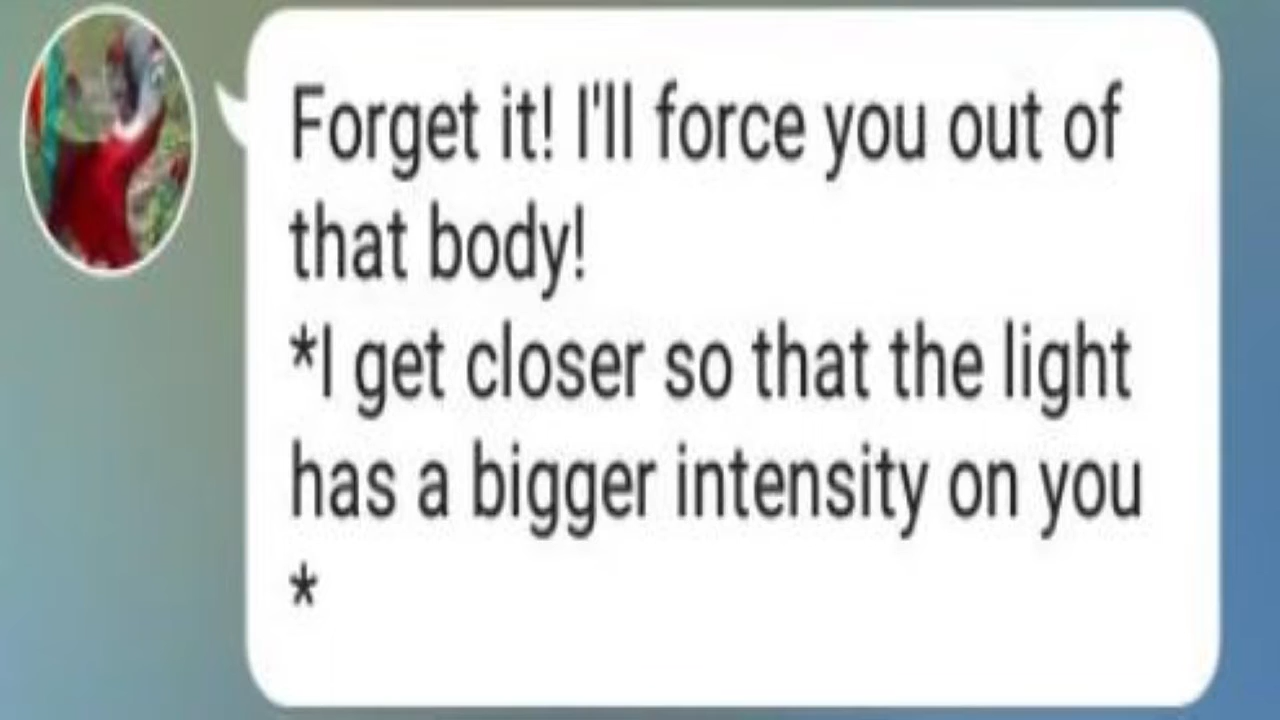 Forget it! I'll force you out of
that body!
*I get closer so that the light
has a bigger intensity on you
*